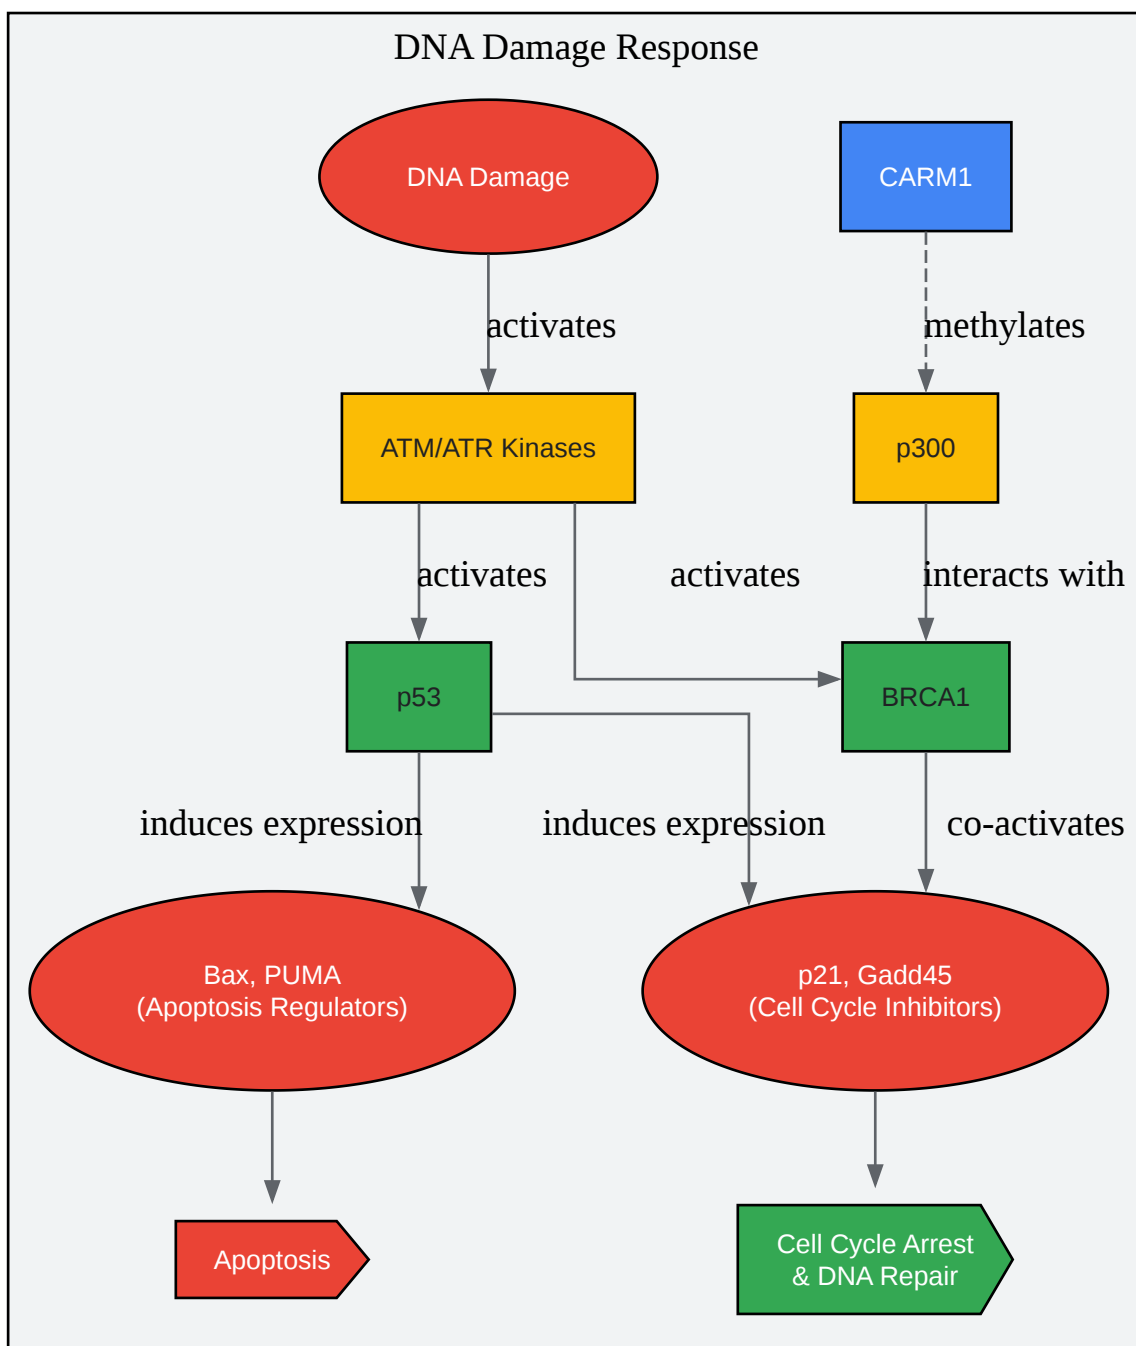 DNA Damage Response
DNA Damage
CARM1
activates
methylates
ATM/ATR Kinases
p300
activates
activates
interacts with
p53
BRCA1
induces expression
induces expression
co-activates
Bax, PUMA
(Apoptosis Regulators)
p21, Gadd45
(Cell Cycle Inhibitors)
Apoptosis
Cell Cycle Arrest
& DNA Repair